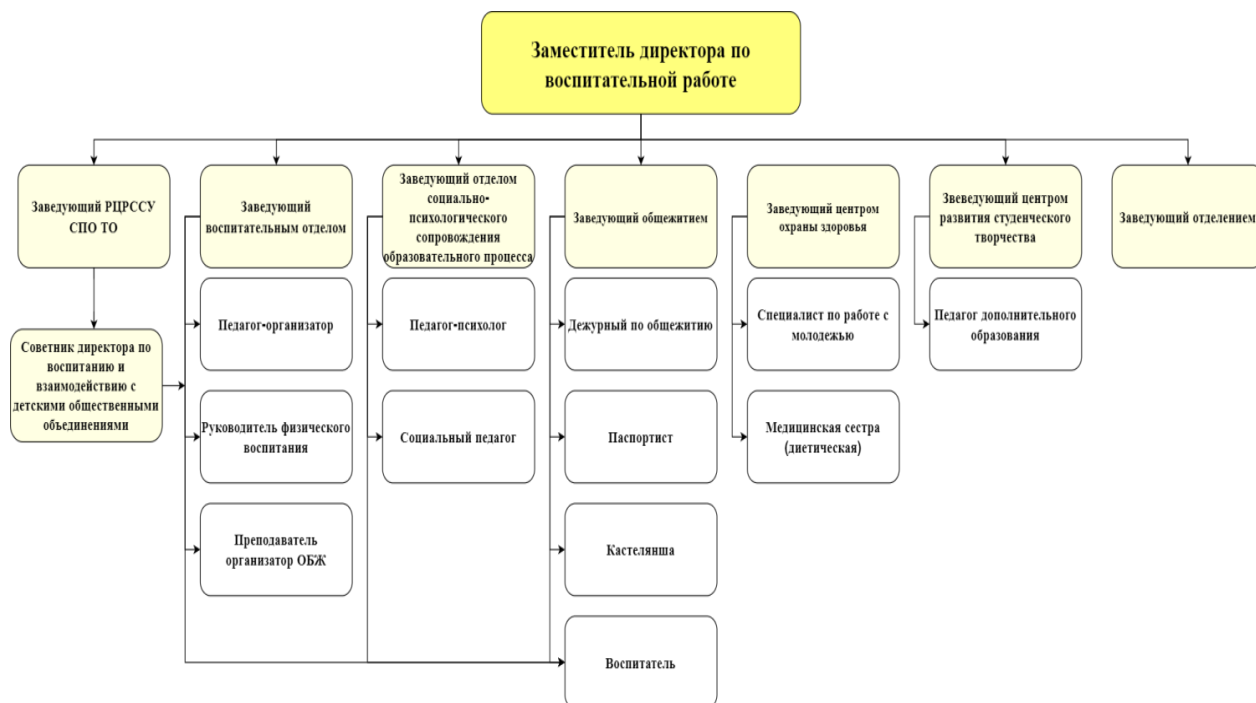 Заместитель директора по
воспитательной работе
Заведующий РЦРССУ
СПО ТО
Заведующий
воспитательным отделом
Заведующий отделом
социально-
психологического
сопровождения
образовательного процесса
Заведующий общежитием
Заведующий центром
охраны здоровья
Звеведующий центром
развития студенческого
творчества
Заведующий отделением
Советник директора по
воспитанию и
взаимодействию с
детскими общественными
объединениями
Педагог-организатор
Педагог-психолог
Дежурный по общежитию
Специалист по работе с
молодежью
Педагог дополнительного
образования
Руководитель физического
воспитания
Социальный педагог
Паспортист
Медицинская сестра
(диетическая)
Преподаватель
организатор ОБЖ
Кастелянша
Воспитатель